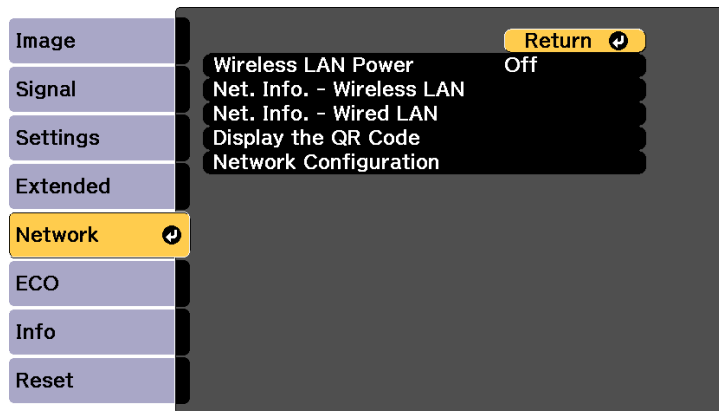 Image
Signal
Settings
Extended
Network
ECO
Info
Reset
Return
Wireless LAN Power Off
Net. Info. - Wireless LAN
Net. Info. - Wired LAN
Display the QR Code
Network Configuration